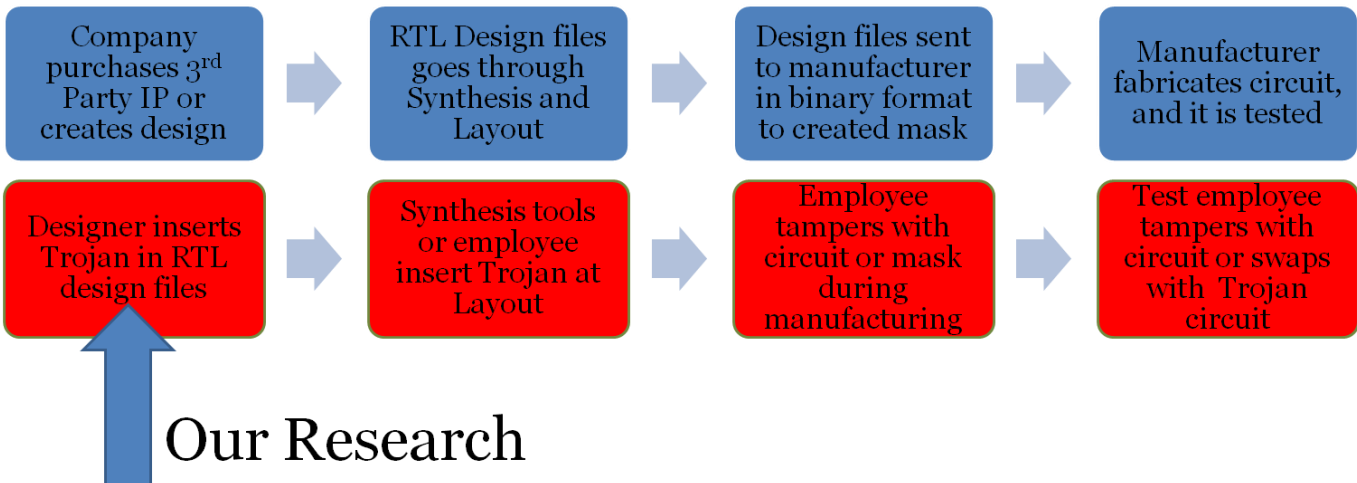 Company
purchases 3rd
Party IP or
creates design
RTL Design files
goes through
Synthesis and
Layout
Design files sent
to manufacturer
in binary format
to created mask
Manufacturer
fabricates circuit,
and it is tested
Designer inserts
Trojan in RTL
design files
Synthesis tools
or employee
insert Trojan at
Layout
Employee
tampers with
circuit or mask
during
manufacturing
Test employee
tampers with
circuit or swaps
with Trojan
circuit
Our Research